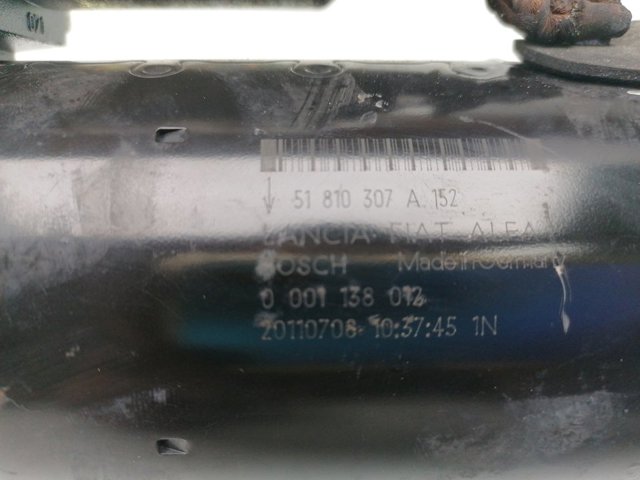 ↓ 51 810 307 A 152
LANCIA FIAT ALFA
BOSCH Made in Germany
0 001 138 012
20110708 10:37:45 1N